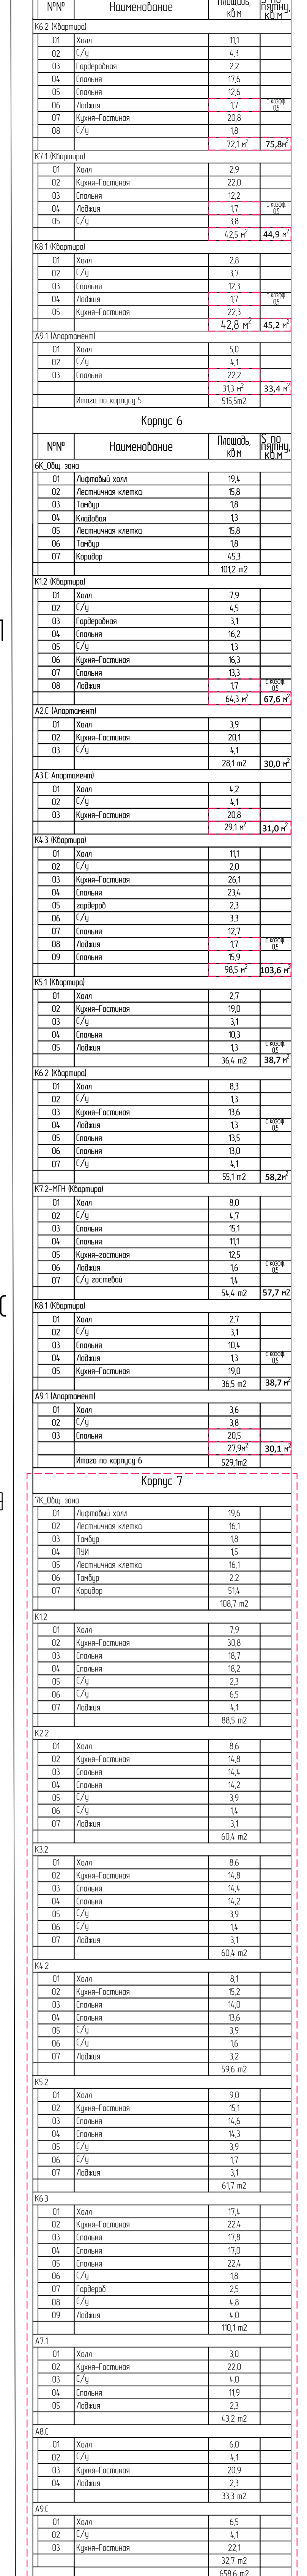 №№ Наименование Площадь, кв.м S по пятну, кв.м
К6.2 (Квартира)
01 Холл 11,1
02 С/у 4,3
03 Гардеробная 2,2
04 Спальня 17,6
05 Спальня 12,6
06 Лоджия 1,7 с коэфф 0,5
07 Кухня-Гостиная 20,8
08 С/у 1,8
72,1 м² 75,8м²
К7.1 (Квартира)
01 Холл 2,9
02 Кухня-Гостиная 22,0
03 Спальня 12,2
04 Лоджия 1,7 с коэфф 0,5
05 С/у 3,8
42,5 м² 44,9 м²
К8.1 (Квартира)
01 Холл 2,8
02 С/у 3,7
03 Спальня 12,3
04 Лоджия 1,7 с коэфф 0,5
05 Кухня-Гостиная 22,3
42,8 м² 45,2 м²
А9.1 (Апартамент)
01 Холл 5,0
02 С/у 4,1
03 Спальня 22,2
31,3 м² 33,4 м²
Итого по корпусу 5 515,5m2
Корпус 6
№№ Наименование Площадь, кв.м S по пятну, кв.м
6К_Общ. зона
01 Лифтовый холл 19,4
02 Лестничная клетка 15,8
03 Тамбур 1,8
04 Кладовая 1,3
05 Лестничная клетка 15,8
06 Тамбур 1,8
07 Коридор 45,3
101,2 m2
К1.2 (Квартира)
01 Холл 7,9
02 С/у 4,5
03 Гардеробная 3,1
04 Спальня 16,2
05 С/у 1,3
06 Кухня-Гостиная 16,3
07 Спальня 13,3
08 Лоджия 1,7 с коэфф 0,5
64,3 м² 67,6 м²
А2.С (Апартамент)
01 Холл 3,9
02 Кухня-Гостиная 20,1
03 С/у 4,1
28,1 m2 30,0 м²
А3.С Апартамент)
01 Холл 4,2
02 С/у 4,1
03 Кухня-Гостиная 20,8
29,1 м² 31,0 м²
К4.3 (Квартира)
01 Холл 11,1
02 С/у 2,0
03 Кухня-Гостиная 26,1
04 Спальня 23,4
05 гардероб 2,3
06 С/у 3,3
07 Спальня 12,7
08 Лоджия 1,7 с коэфф 0,5
09 Спальня 15,9
98,5 м² 103,6 м²
К5.1 (Квартира)
01 Холл 2,7
02 Кухня-Гостиная 19,0
03 С/у 3,1
04 Спальня 10,3
05 Лоджия 1,3 с коэфф 0,5
36,4 m2 38,7 м²
К6.2 (Квартира)
01 Холл 8,3
02 С/у 1,3
03 Кухня-Гостиная 13,6
04 Лоджия 1,3 с коэфф 0,5
05 Спальня 13,5
06 Спальня 13,0
07 С/у 4,1
55,1 m2 58,2м²
К7.2-МГН (Квартира)
01 Холл 8,0
02 С/у 4,7
03 Спальня 15,1
04 Спальня 11,1
05 Кухня-гостиная 12,5
06 Лоджия 1,6 с коэфф 0,5
07 С/у гостевой 1,4
54,4 m2 57,7 м2
К8.1 (Квартира)
01 Холл 2,7
02 С/у 3,1
03 Спальня 10,4
04 Лоджия 1,3 с коэфф 0,5
05 Кухня-Гостиная 19,0
36,5 m2 38,7 м²
А9.1 (Апартамент)
01 Холл 3,6
02 С/у 3,8
03 Спальня 20,5
27,9м² 30,1 м²
Итого по корпусу 6 529,1m2
Корпус 7
7К_Общ. зона
01 Лифтовый холл 19,6
02 Лестничная клетка 16,1
03 Тамбур 1,8
04 ПУИ 1,5
05 Лестничная клетка 16,1
06 Тамбур 2,2
07 Коридор 51,4
108,7 m2
К1.2
01 Холл 7,9
02 Кухня-Гостиная 30,8
03 Спальня 18,7
04 Спальня 18,2
05 С/у 2,3
06 С/у 6,5
07 Лоджия 4,1
88,5 m2
К2.2
01 Холл 8,6
02 Кухня-Гостиная 14,8
03 Спальня 14,4
04 Спальня 14,2
05 С/у 3,9
06 С/у 1,4
07 Лоджия 3,1
60,4 m2
К3.2
01 Холл 8,6
02 Кухня-Гостиная 14,8
03 Спальня 14,4
04 Спальня 14,2
05 С/у 3,9
06 С/у 1,4
07 Лоджия 3,1
60,4 m2
К4.2
01 Холл 8,1
02 Кухня-Гостиная 15,2
03 Спальня 14,0
04 Спальня 13,6
05 С/у 3,9
06 С/у 1,6
07 Лоджия 3,2
59,6 m2
К5.2
01 Холл 9,0
02 Кухня-Гостиная 15,1
03 Спальня 14,6
04 Спальня 14,3
05 С/у 3,9
06 С/у 1,7
07 Лоджия 3,1
61,7 m2
К6.3
01 Холл 17,4
02 Кухня-Гостиная 22,4
03 Спальня 17,8
04 Спальня 17,0
05 Спальня 22,4
06 С/у 1,8
07 Гардероб 2,5
08 С/у 4,8
09 Лоджия 4,0
110,1 m2
А7.1
01 Холл 3,0
02 Кухня-Гостиная 22,0
03 С/у 4,0
04 Спальня 11,9
05 Лоджия 2,3
43,2 m2
А8.С
01 Холл 6,0
02 С/у 4,1
03 Кухня-Гостиная 20,9
04 Лоджия 2,3
33,3 m2
А9.С
01 Холл 6,5
02 С/у 4,1
03 Кухня-Гостиная 22,1
32,7 m2
658,6 m2